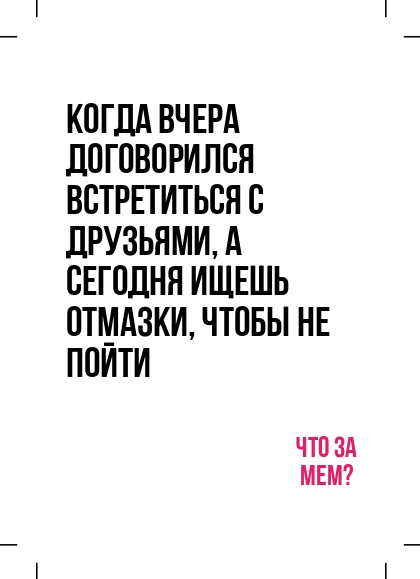 КОГДА ВЧЕРА
ДОГОВОРИЛСЯ
ВСТРЕТИТЬСЯ С
ДРУЗЬЯМИ, А
СЕГОДНЯ ИЩЕШЬ
ОТМАЗКИ, ЧТОБЫ НЕ
ПОЙТИ
ЧТО ЗА
МЕМ?